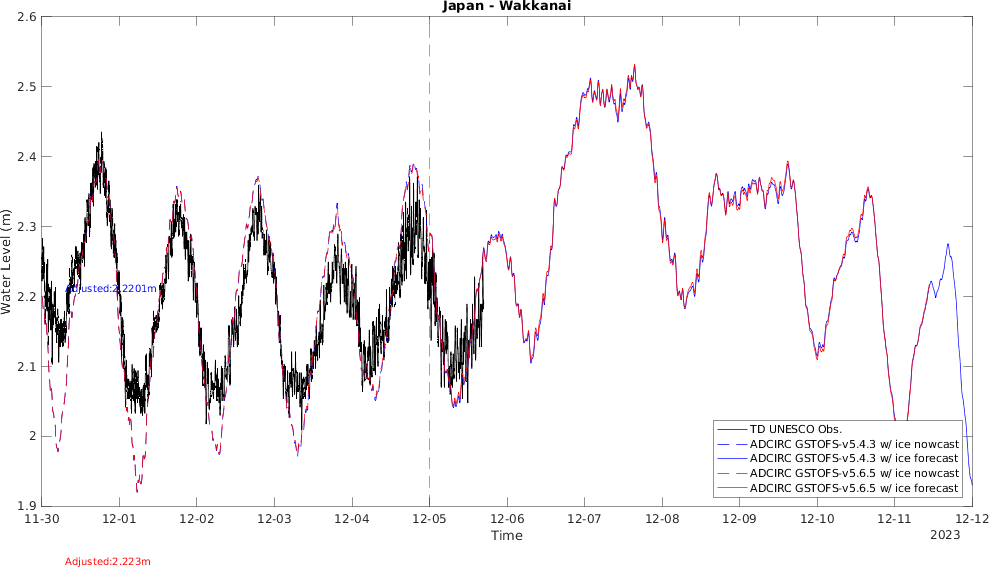 Japan - Wakkanai
2.6
2.5
2.4
2.3
2.2
2.1
2
1.9
Water Level (m)
Adjusted:2.2201m
TD UNESCO Obs.
ADCIRC GSTOFS-v5.4.3 w/ ice nowcast
ADCIRC GSTOFS-v5.4.3 w/ ice forecast
ADCIRC GSTOFS-v5.6.5 w/ ice nowcast
ADCIRC GSTOFS-v5.6.5 w/ ice forecast
11-30 12-01 12-02 12-03 12-04 12-05 12-06 12-07 12-08 12-09 12-10 12-11 12-12
Time
2023
Adjusted:2.223m